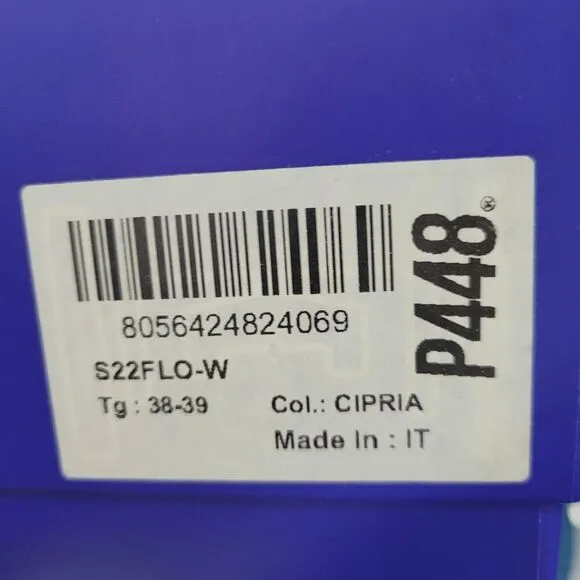 8056424824069
S22FLO-W
Tg : 38-39 Col.: CIPRIA
Made In : IT
P448®